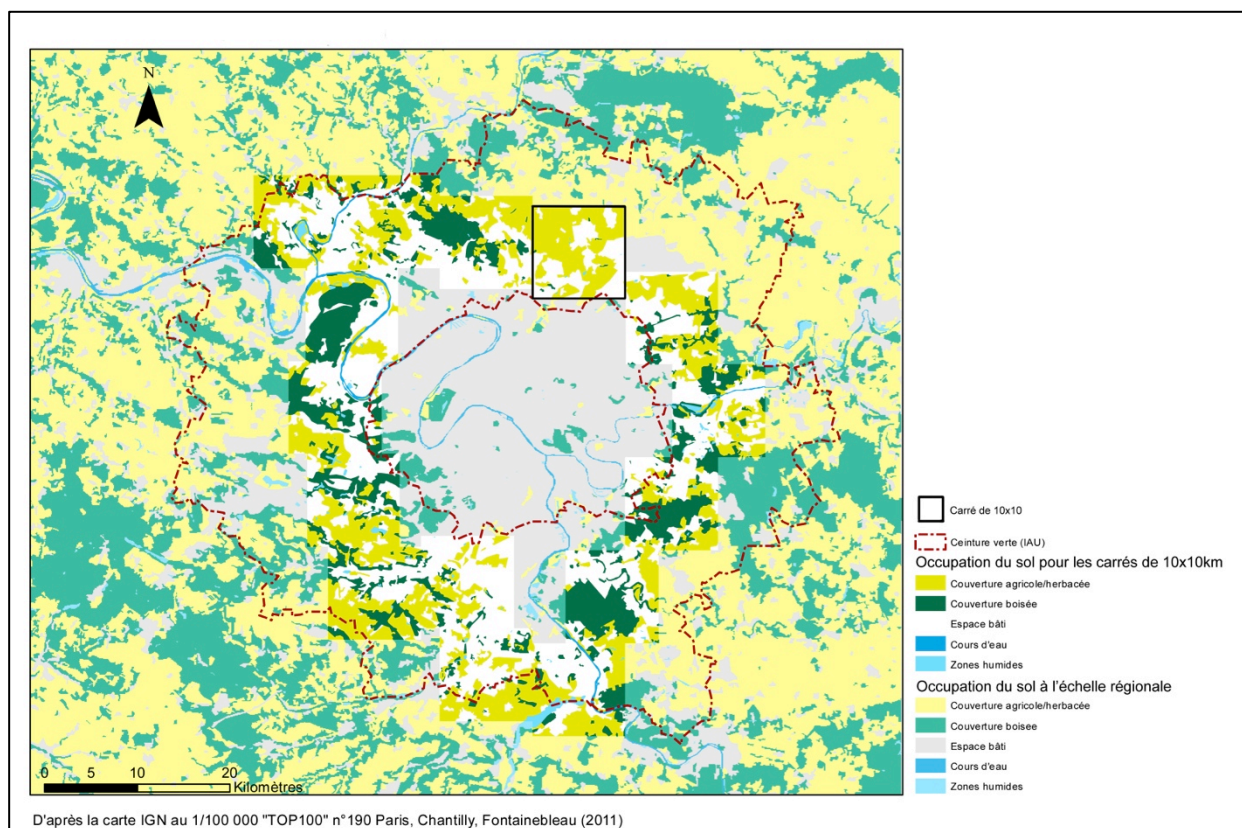 N
Carré de 10x10
Ceinture verte (IAU)
Occupation du sol pour les carrés de 10x10km
Couverture agricole/herbacée
Couverture boisée
Espace bâti
Cours d'eau
Zones humides
Occupation du sol à l'échelle régionale
Couverture agricole/herbacée
Couverture boisee
Espace bâti
Cours d'eau
Zones humides
0 5 10 20
Kilomètres
D'après la carte IGN au 1/100 000 "TOP100" n°190 Paris, Chantilly, Fontainebleau (2011)